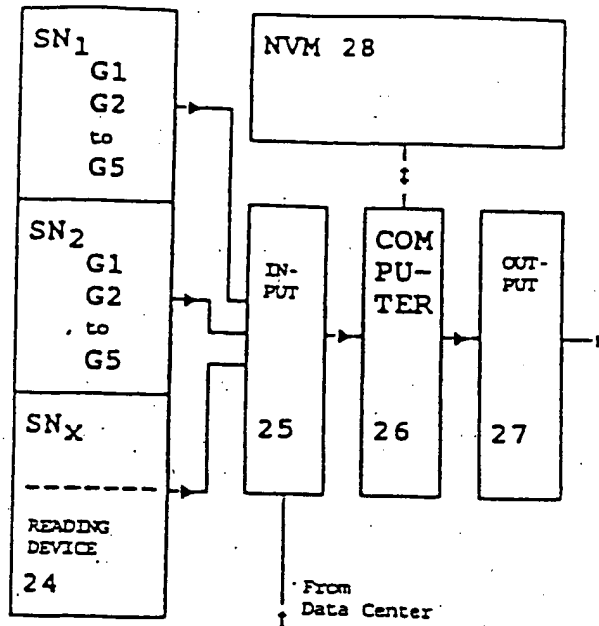 SN1
G1
G2
to
G5
SN2
G1
G2
to
G5
SNX
READING
DEVICE
24
NVM 28
IN-
PUT
25
COM
PU-
TER
26
OUT-
PUT
27
From
Data Center